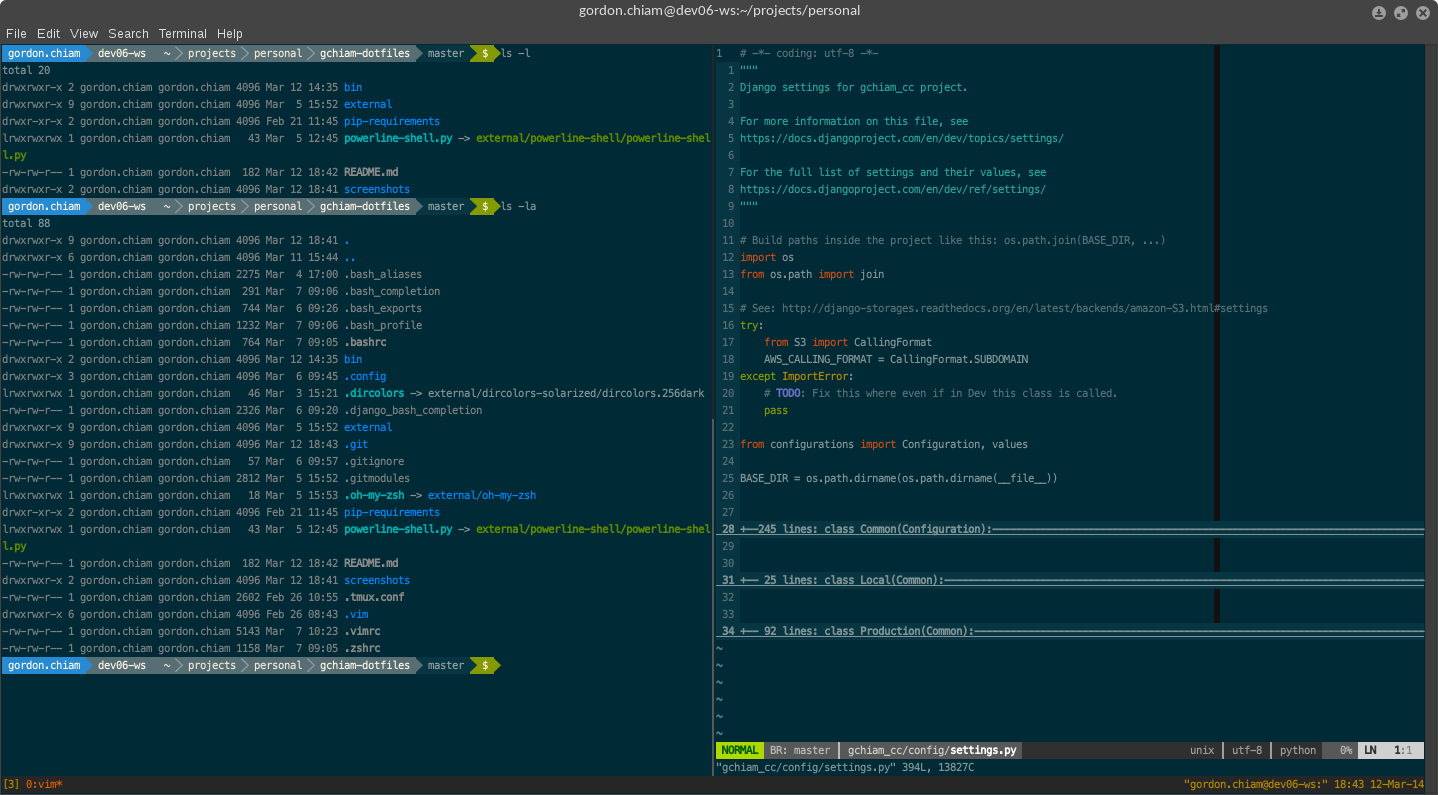 gordon.chiam@dev06-ws:~/projects/personal
File Edit View Search Terminal Help
gordon.chiam dev06-ws ~ projects personal gchiam-dotfiles master $ ls -l
total 20
drwxrwxr-x 2 gordon.chiam gordon.chiam 4096 Mar 12 14:35 bin
drwxrwxr-x 9 gordon.chiam gordon.chiam 4096 Mar  5 15:52 external
drwxr-xr-x 2 gordon.chiam gordon.chiam 4096 Feb 21 11:45 pip-requirements
lrwxrwxrwx 1 gordon.chiam gordon.chiam   43 Mar  5 12:45 powerline-shell.py -> external/powerline-shell/powerline-shel
l.py
-rw-rw-r-- 1 gordon.chiam gordon.chiam  182 Mar 12 18:42 README.md
drwxrwxr-x 2 gordon.chiam gordon.chiam 4096 Mar 12 18:41 screenshots
gordon.chiam dev06-ws ~ projects personal gchiam-dotfiles master $ ls -la
total 88
drwxrwxr-x 9 gordon.chiam gordon.chiam 4096 Mar 12 18:41 .
drwxrwxr-x 6 gordon.chiam gordon.chiam 4096 Mar 11 15:44 ..
-rw-rw-r-- 1 gordon.chiam gordon.chiam 2275 Mar  4 17:00 .bash_aliases
-rw-rw-r-- 1 gordon.chiam gordon.chiam  291 Mar  7 09:06 .bash_completion
-rw-rw-r-- 1 gordon.chiam gordon.chiam  744 Mar  6 09:26 .bash_exports
-rw-rw-r-- 1 gordon.chiam gordon.chiam 1232 Mar  7 09:06 .bash_profile
-rw-rw-r-- 1 gordon.chiam gordon.chiam  764 Mar  7 09:05 .bashrc
drwxrwxr-x 2 gordon.chiam gordon.chiam 4096 Mar 12 14:35 bin
drwxrwxr-x 3 gordon.chiam gordon.chiam 4096 Mar  6 09:45 .config
lrwxrwxrwx 1 gordon.chiam gordon.chiam   46 Mar  3 15:21 .dircolors -> external/dircolors-solarized/dircolors.256dark
-rw-rw-r-- 1 gordon.chiam gordon.chiam 2326 Mar  6 09:20 .django_bash_completion
drwxrwxr-x 9 gordon.chiam gordon.chiam 4096 Mar  5 15:52 external
drwxrwxr-x 9 gordon.chiam gordon.chiam 4096 Mar 12 18:43 .git
-rw-rw-r-- 1 gordon.chiam gordon.chiam   57 Mar  6 09:57 .gitignore
-rw-rw-r-- 1 gordon.chiam gordon.chiam 2812 Mar  5 15:52 .gitmodules
lrwxrwxrwx 1 gordon.chiam gordon.chiam   18 Mar  5 15:53 .oh-my-zsh -> external/oh-my-zsh
drwxrwxr-x 2 gordon.chiam gordon.chiam 4096 Feb 21 11:45 pip-requirements
lrwxrwxrwx 1 gordon.chiam gordon.chiam   43 Mar  5 12:45 powerline-shell.py -> external/powerline-shell/powerline-shel
l.py
-rw-rw-r-- 1 gordon.chiam gordon.chiam  182 Mar 12 18:42 README.md
drwxrwxr-x 2 gordon.chiam gordon.chiam 4096 Mar 12 18:41 screenshots
-rw-rw-r-- 1 gordon.chiam gordon.chiam 2602 Feb 26 10:55 .tmux.conf
drwxrwxr-x 6 gordon.chiam gordon.chiam 4096 Feb 26 08:43 .vim
-rw-rw-r-- 1 gordon.chiam gordon.chiam 5143 Mar  7 10:23 .vimrc
-rw-rw-r-- 1 gordon.chiam gordon.chiam 1158 Mar  7 09:05 .zshrc
gordon.chiam dev06-ws ~ projects personal gchiam-dotfiles master $
1 # -*- coding: utf-8 -*-
1 """
2 Django settings for gchiam_cc project.
3
4 For more information on this file, see
5 https://docs.djangoproject.com/en/dev/topics/settings/
6
7 For the full list of settings and their values, see
8 https://docs.djangoproject.com/en/dev/ref/settings/
9 """
10
11 # Build paths inside the project like this: os.path.join(BASE_DIR, ...)
12 import os
13 from os.path import join
14
15 # See: http://django-storages.readthedocs.org/en/latest/backends/amazon-S3.html#settings
16 try:
17     from S3 import CallingFormat
18     AWS_CALLING_FORMAT = CallingFormat.SUBDOMAIN
19 except ImportError:
20     # TODO: Fix this where even if in Dev this class is called.
21     pass
22
23 from configurations import Configuration, values
24
25 BASE_DIR = os.path.dirname(os.path.dirname(__file__))
26
27
28 +--245 lines: class Common(Configuration):---
29
30
31 +-- 25 lines: class Local(Common):---
32
33
34 +-- 92 lines: class Production(Common):---
~
~
~
~
~
~
NORMAL BR: master gchiam_cc/config/settings.py unix utf-8 python 0% LN 1:1
"gchiam_cc/config/settings.py" 394L, 13827C
[3] 0:vim* "gordon.chiam@dev06-ws:" 18:43 12-Mar-14